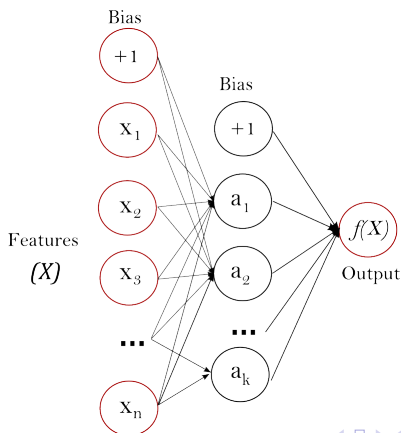 Bias
+1
Bias
x1
+1
x2
a1
f(X)
Features
(X)
x3
a2
Output
...
...
ak
xn